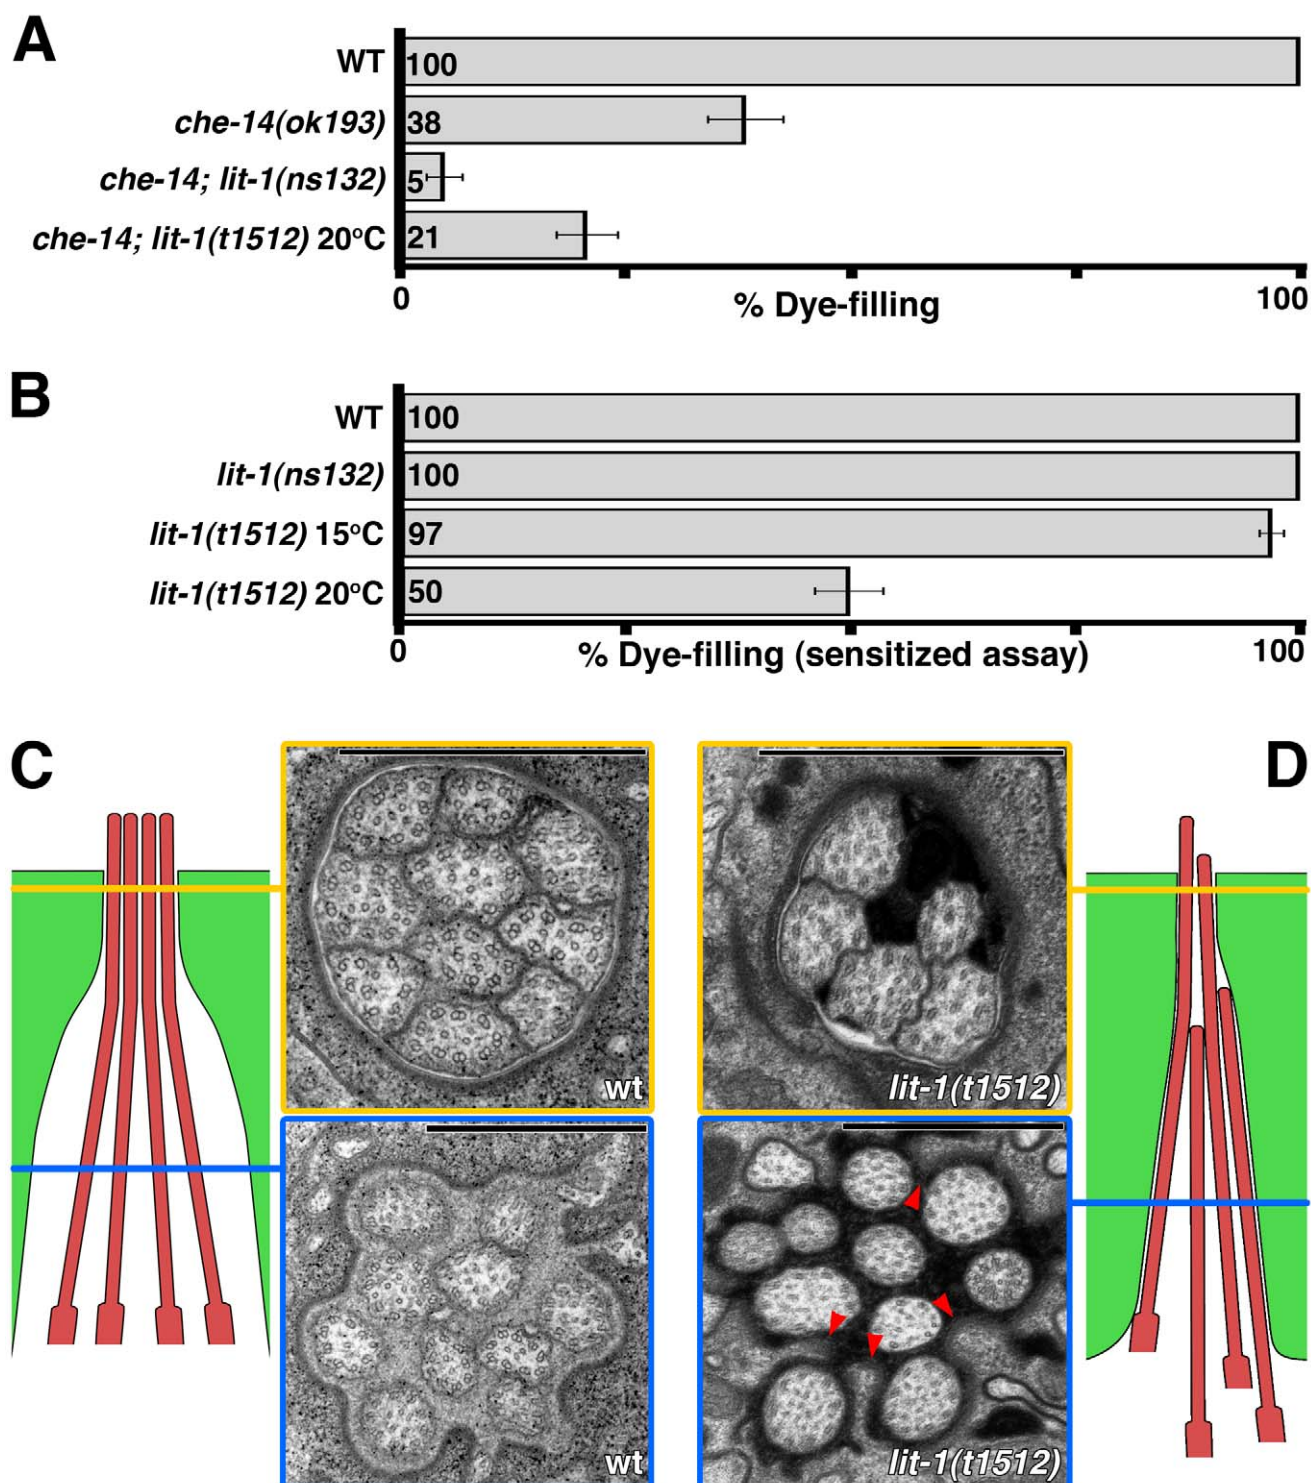 A
WT
100
che-14(ok193)
38
che-14; lit-1(ns132)
5
che-14; lit-1(t1512) 20°C
21
0
% Dye-filling
100
B
WT
100
lit-1(ns132)
100
lit-1(t1512) 15°C
97
lit-1(t1512) 20°C
50
0
% Dye-filling (sensitized assay)
100
C
D
wt
lit-1(t1512)
wt
lit-1(t1512)